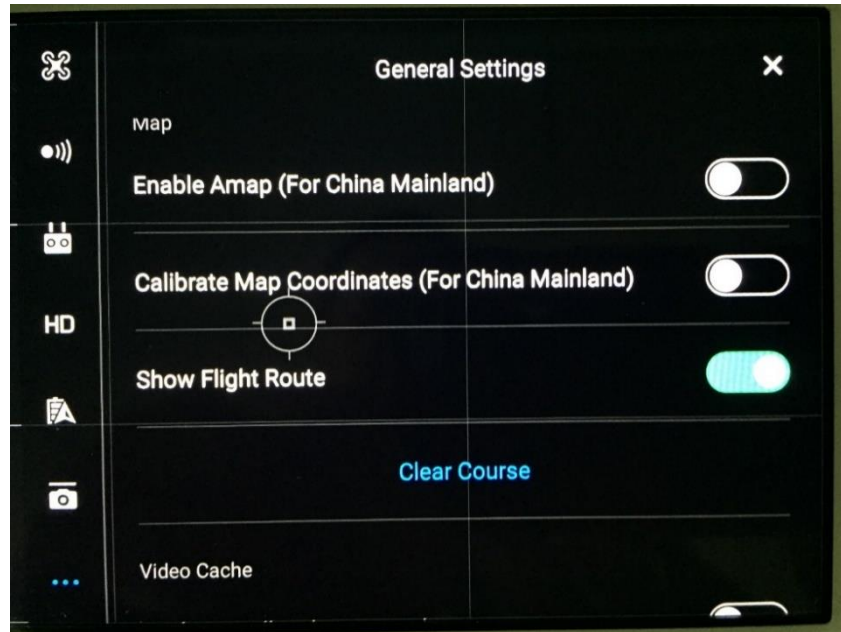 General Settings
Map
Enable Amap (For China Mainland)
Calibrate Map Coordinates (For China Mainland)
HD
Show Flight Route
Clear Course
Video Cache